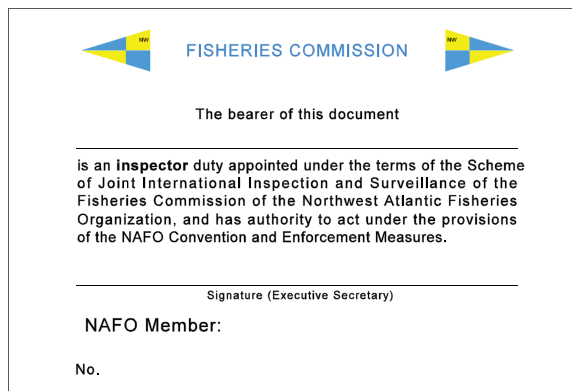 NW FISHERIES COMMISSION NW
The bearer of this document
is an inspector duty appointed under the terms of the Scheme
of Joint International Inspection and Surveillance of the
Fisheries Commission of the Northwest Atlantic Fisheries
Organization, and has authority to act under the provisions
of the NAFO Convention and Enforcement Measures.
Signature (Executive Secretary)
NAFO Member:
No.